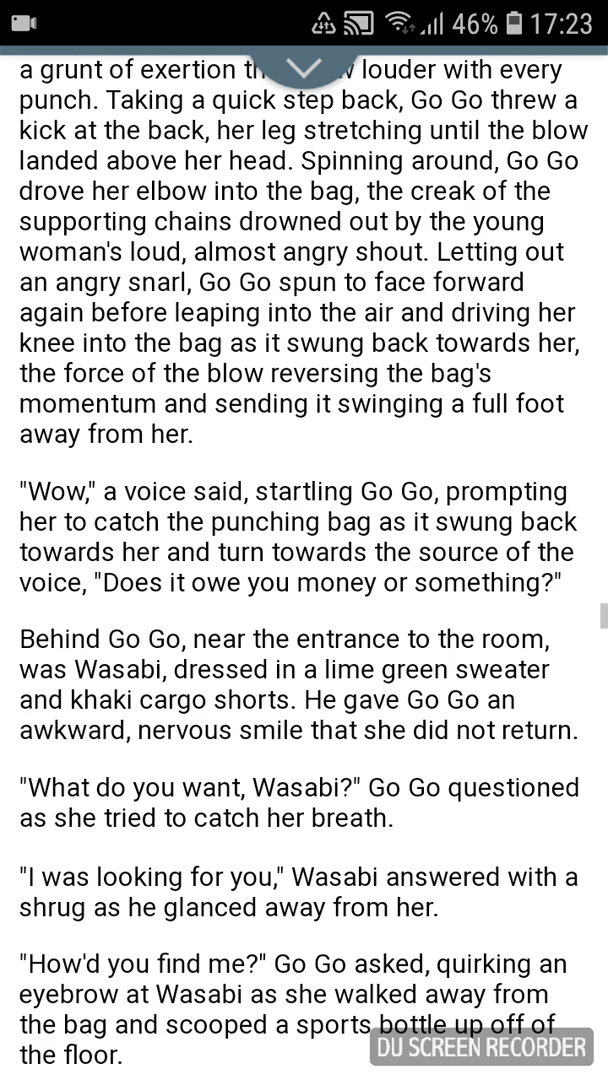 46% 17:23
a grunt of exertion louder with every
punch. Taking a quick step back, Go Go threw a
kick at the back, her leg stretching until the blow
landed above her head. Spinning around, Go Go
drove her elbow into the bag, the creak of the
supporting chains drowned out by the young
woman's loud, almost angry shout. Letting out
an angry snarl, Go Go spun to face forward
again before leaping into the air and driving her
knee into the bag as it swung back towards her,
the force of the blow reversing the bag's
momentum and sending it swinging a full foot
away from her.
"Wow," a voice said, startling Go Go, prompting
her to catch the punching bag as it swung back
towards her and turn towards the source of the
voice, "Does it owe you money or something?"
Behind Go Go, near the entrance to the room,
was Wasabi, dressed in a lime green sweater
and khaki cargo shorts. He gave Go Go an
awkward, nervous smile that she did not return.
"What do you want, Wasabi?" Go Go questioned
as she tried to catch her breath.
"I was looking for you," Wasabi answered with a
shrug as he glanced away from her.
"How'd you find me?" Go Go asked, quirking an
eyebrow at Wasabi as she walked away from
the bag and scooped a sports bottle up off of
the floor.
DU SCREEN RECORDER